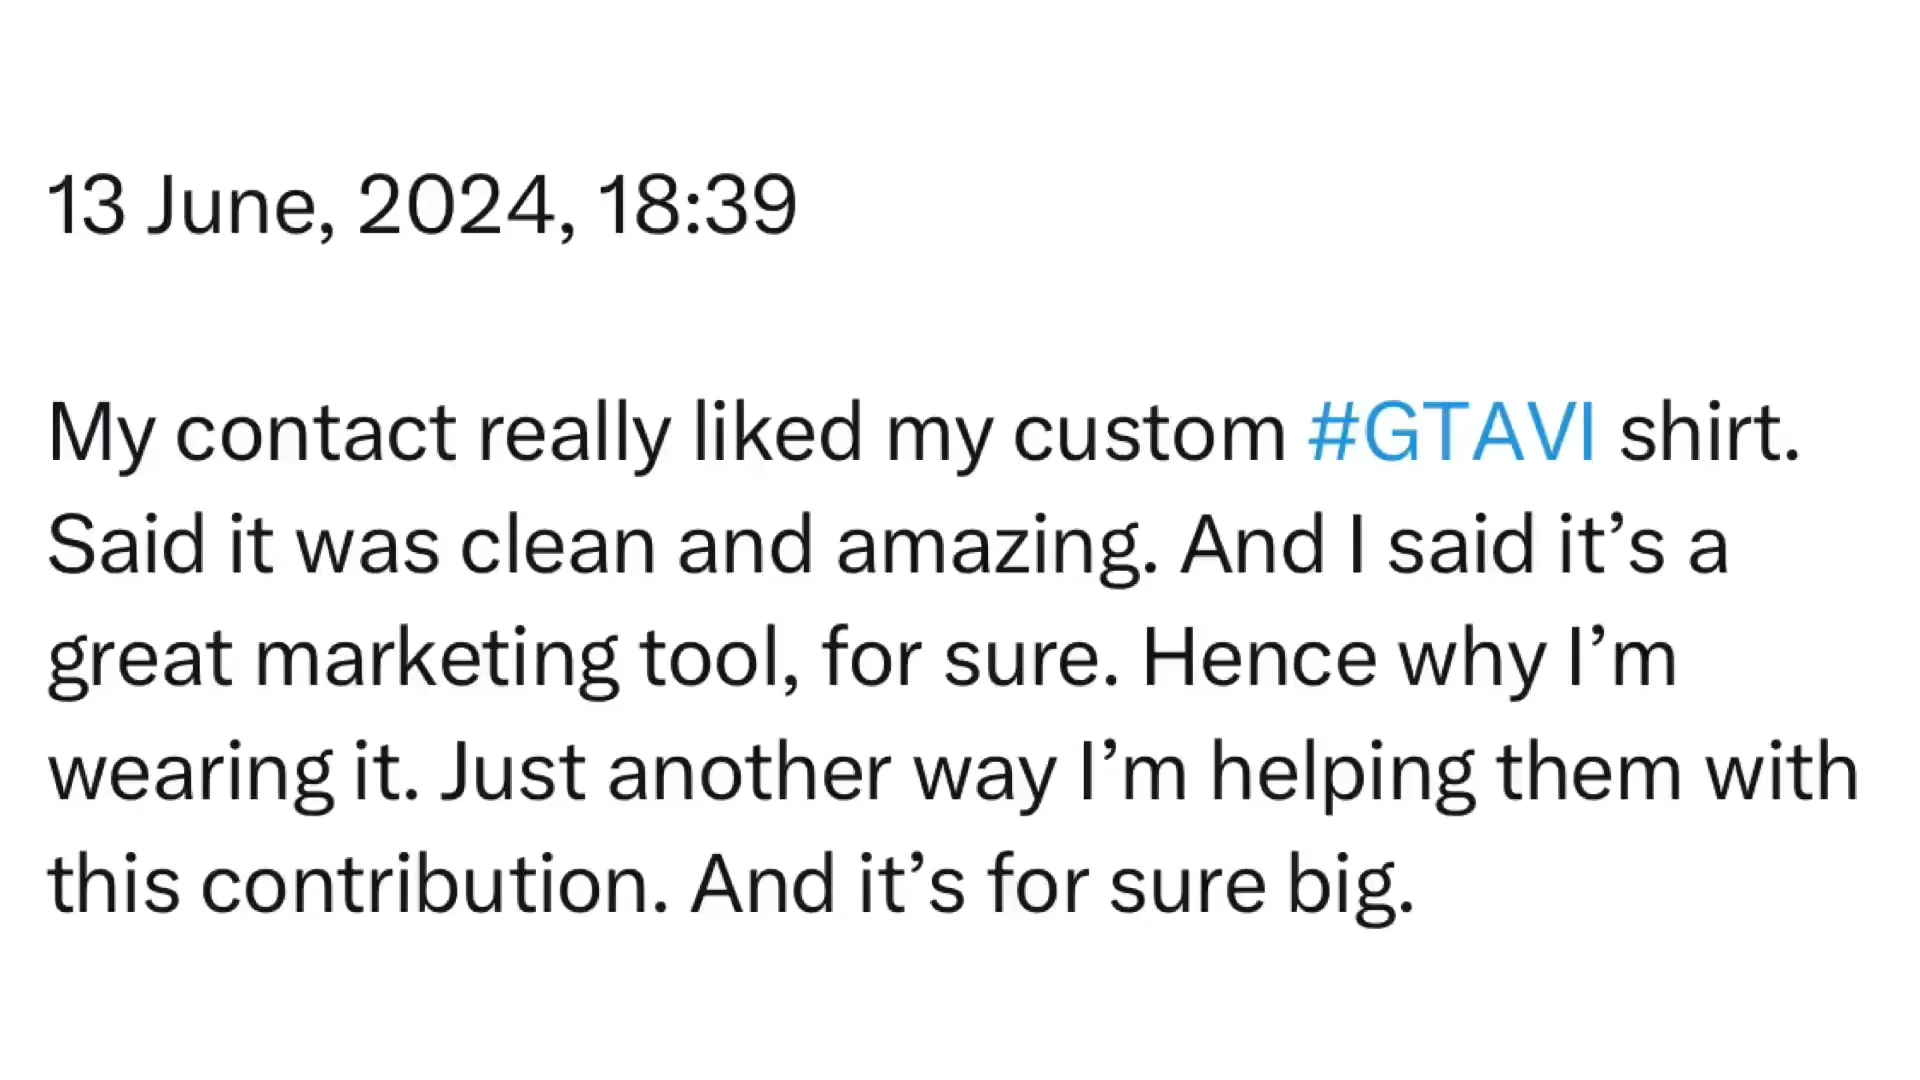 13 June, 2024, 18:39
My contact really liked my custom #GTAVI shirt.
Said it was clean and amazing. And I said it’s a
great marketing tool, for sure. Hence why I’m
wearing it. Just another way I’m helping them with
this contribution. And it’s for sure big.